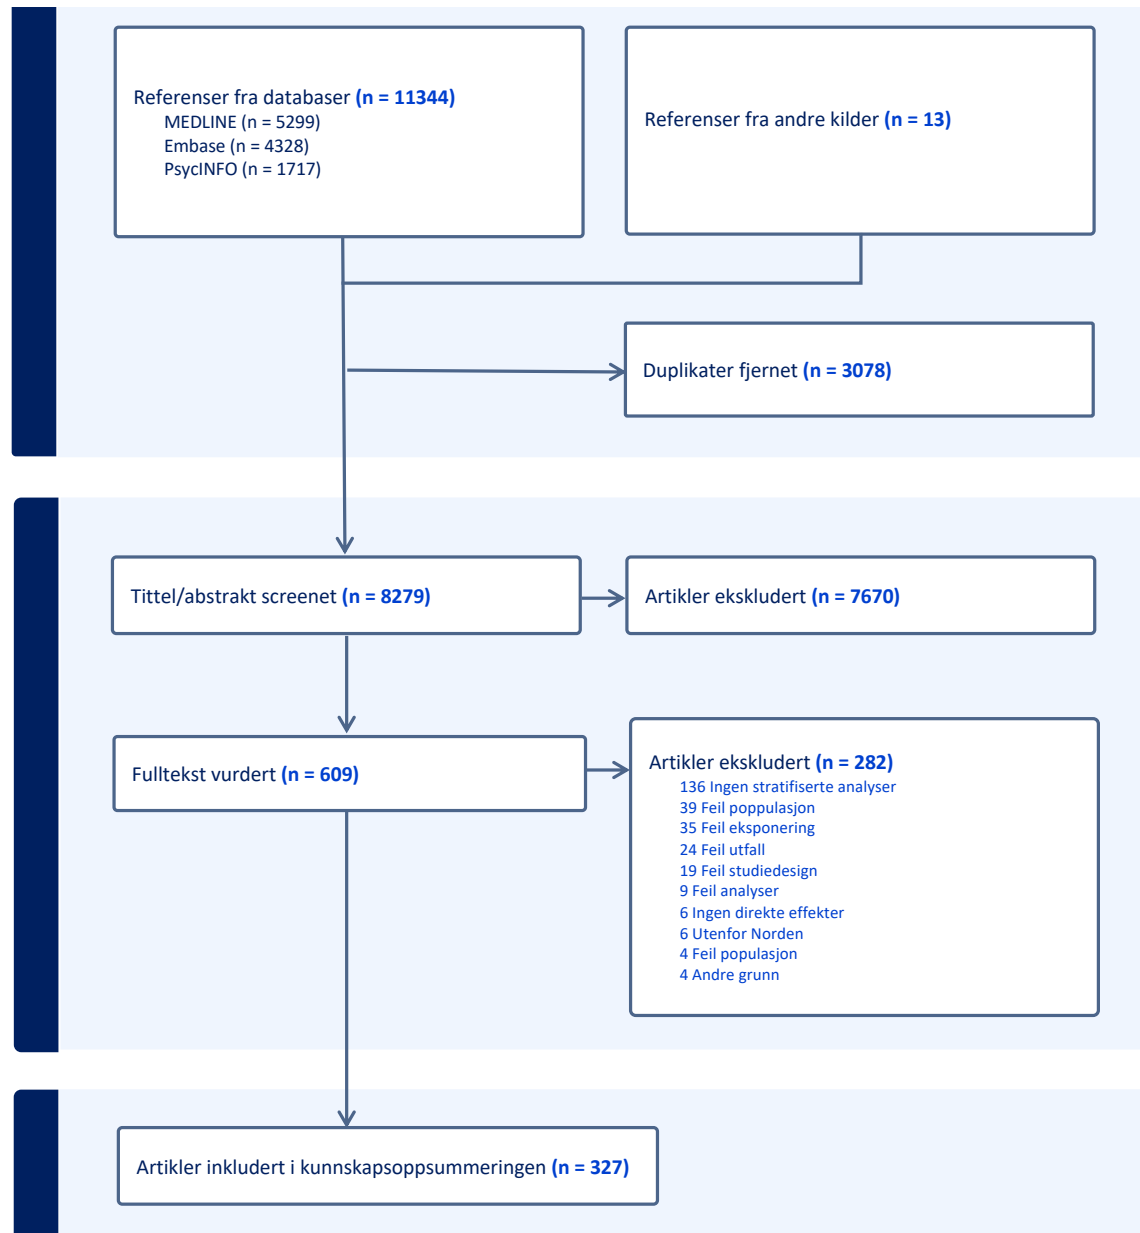 Referenser fra databaser (n = 11344)
MEDLINE (n = 5299)
Embase (n = 4328)
PsycINFO (n = 1717)
Referenser fra andre kilder (n = 13)
Duplikater fjernet (n = 3078)
Tittel/abstrakt screenet (n = 8279)
Artikler ekskludert (n = 7670)
Fulltekst vurdert (n = 609)
Artikler ekskludert (n = 282)
136 Ingen stratifiserte analyser
39 Feil poppulasjon
35 Feil eksponering
24 Feil utfall
19 Feil studiedesign
9 Feil analyser
6 Ingen direkte effekter
6 Utenfor Norden
4 Feil populasjon
4 Andre grunn
Artikler inkludert i kunnskapsoppsummeringen (n = 327)